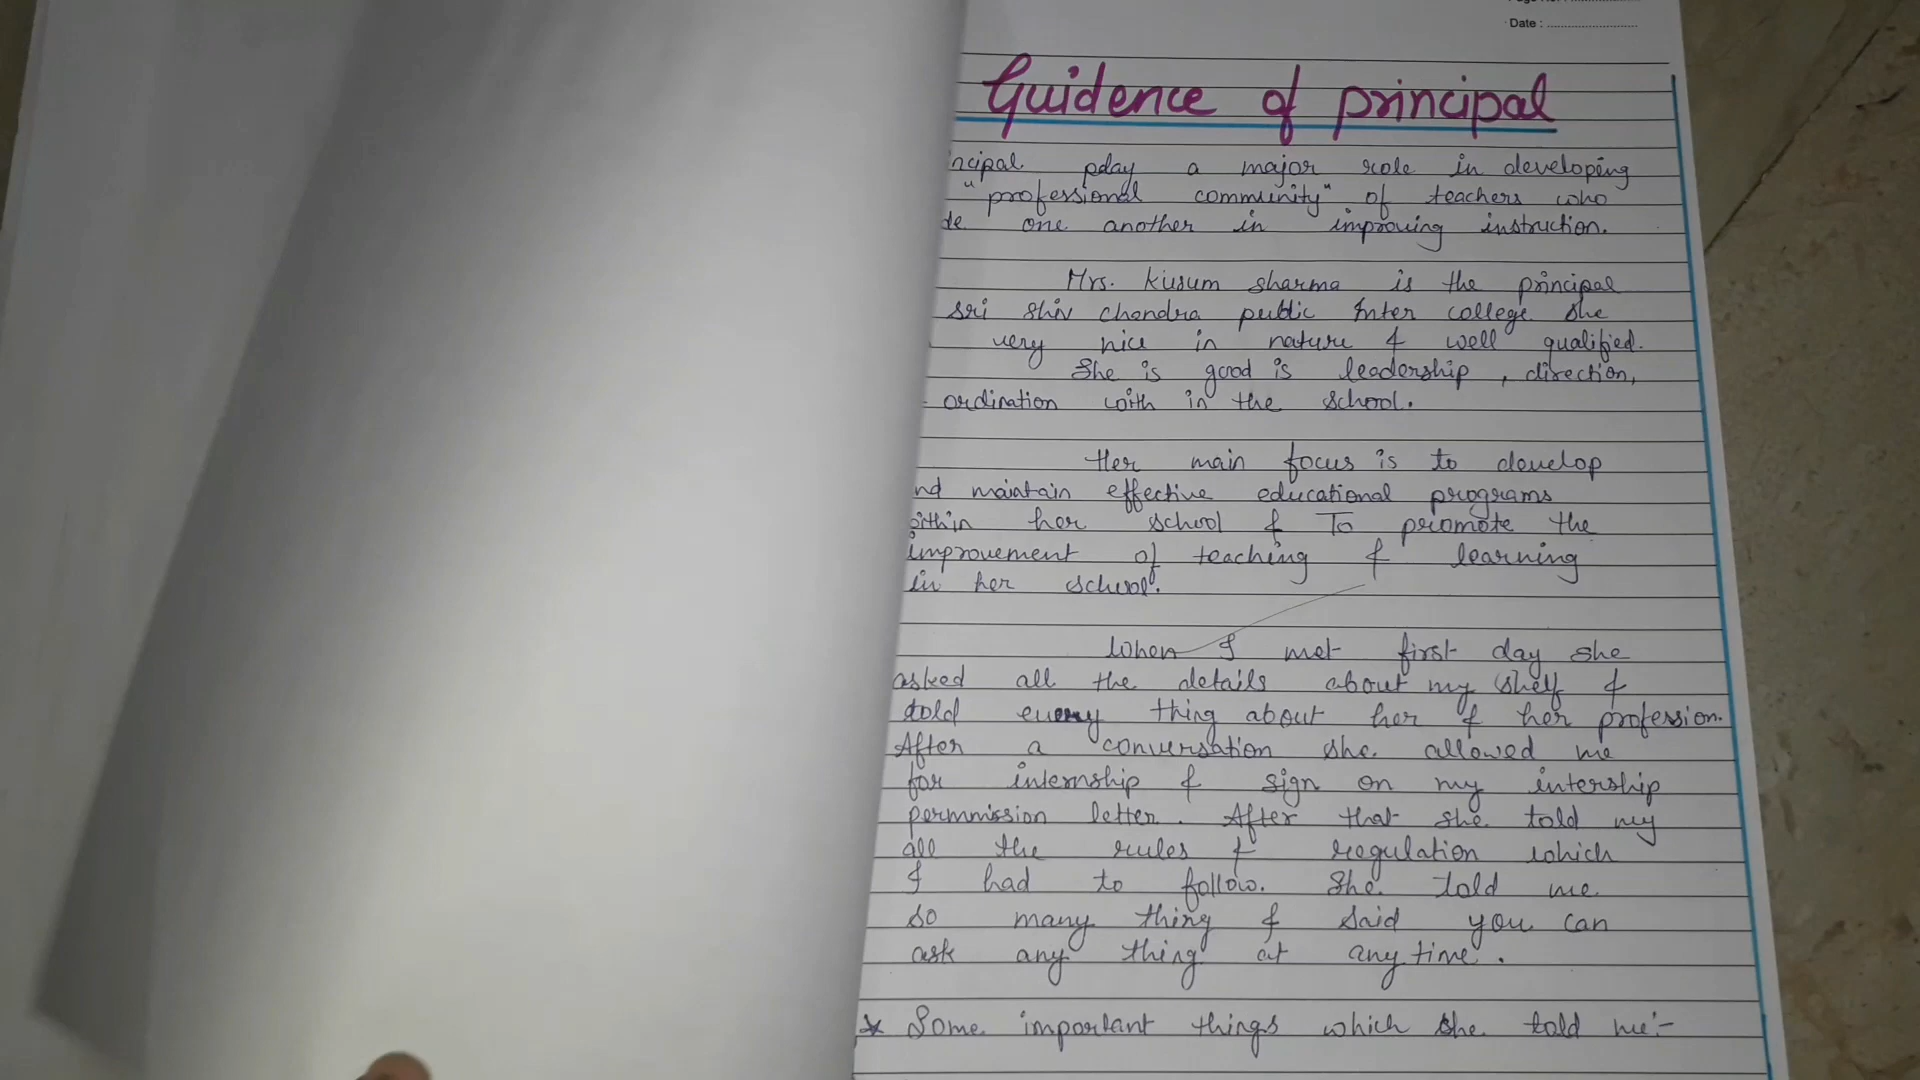 Date : ........................
Guidence of principal
ncipal pday a major role in developing
"professional community" of teachers who
de one another in improving instruction.
Mrs. Kusum sharma is the principal
sri Shiv Chandra public Inter college she
very nice in nature & well qualified.
She is good is leadership , direction,
- ordination with in the school.
Her main focus is to develop
nd maintain effective educational programs
ithin her school & To promote the
improvement of teaching & learning
in her school.
When I met first day she
asked all the details about my shelf &
told every thing about her & her profession.
After a conversation she allowed me
for internship & sign on my intership
permmission letter. After that she told my
all the rules & regulation which
I had to follow. She told me
so many thing & said you can
ask any thing at any time .
* Some important things which she told me:-